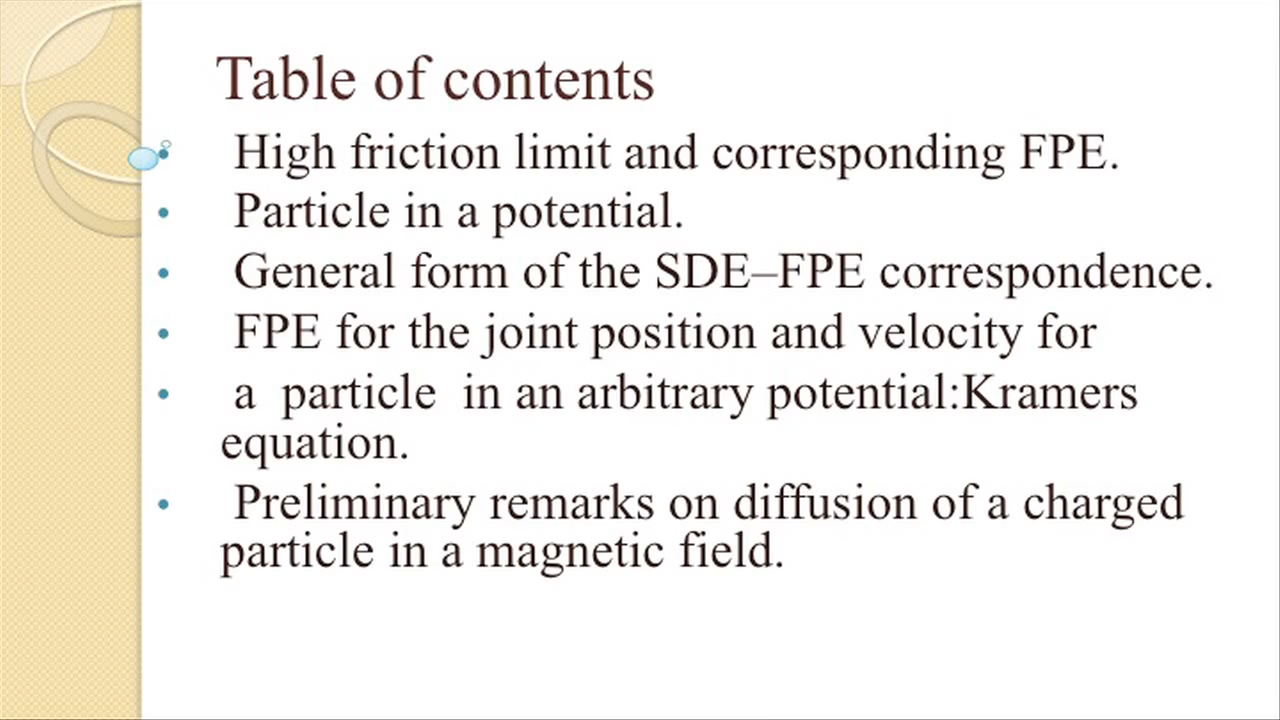 Table of contents
• High friction limit and corresponding FPE.
• Particle in a potential.
• General form of the SDE–FPE correspondence.
• FPE for the joint position and velocity for
• a particle in an arbitrary potential:Kramers
equation.
• Preliminary remarks on diffusion of a charged
particle in a magnetic field.